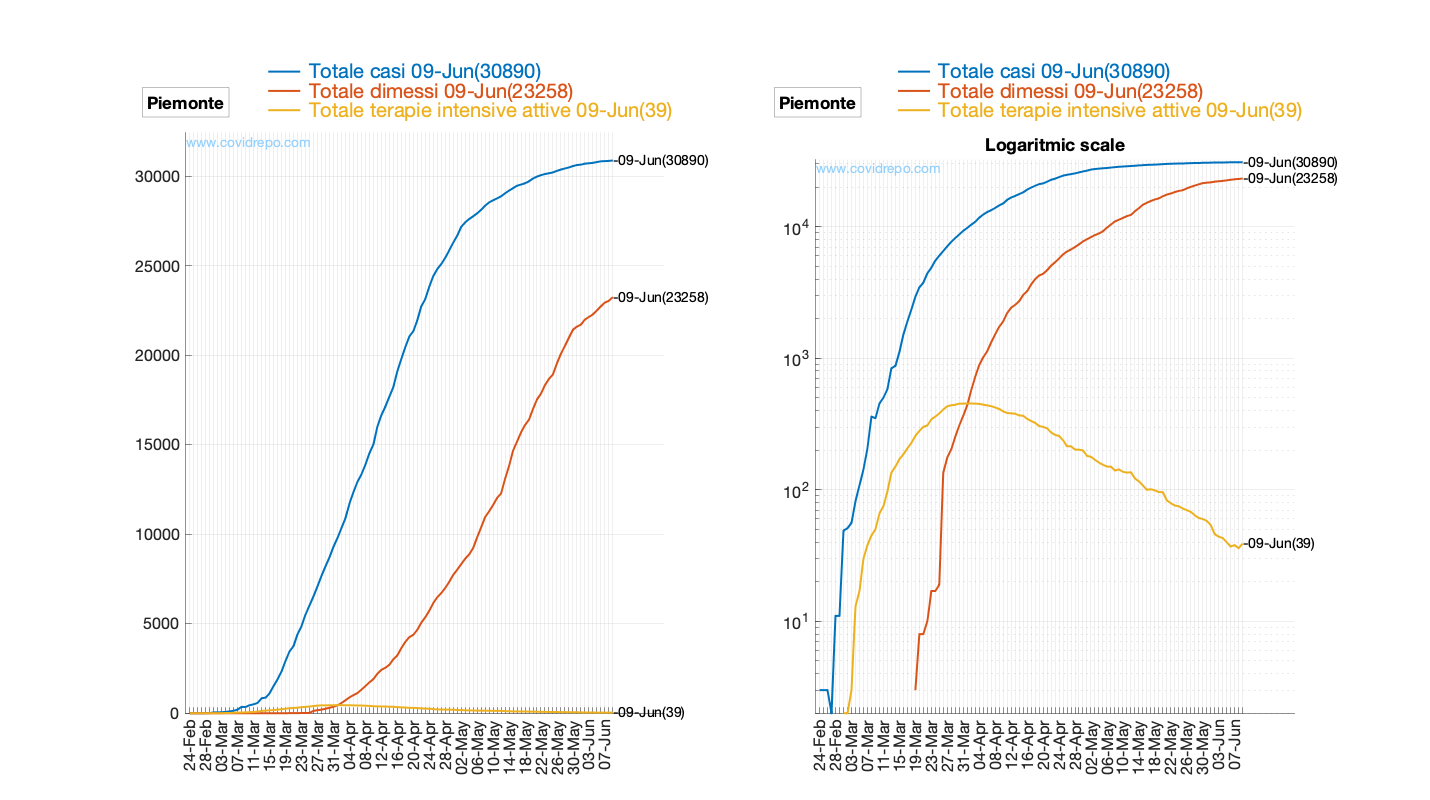 Totale casi 09-Jun(30890)
Totale dimessi 09-Jun(23258)
Totale terapie intensive attive 09-Jun(39)
Piemonte
www.covidrepo.com
30000
25000
20000
15000
10000
5000
0
-09-Jun(30890)
-09-Jun(23258)
-09-Jun(39)
24-Feb
28-Feb
03-Mar
07-Mar
11-Mar
15-Mar
19-Mar
23-Mar
27-Mar
31-Mar
04-Apr
08-Apr
12-Apr
16-Apr
20-Apr
24-Apr
28-Apr
02-May
06-May
10-May
14-May
18-May
22-May
26-May
30-May
03-Jun
07-Jun
Totale casi 09-Jun(30890)
Totale dimessi 09-Jun(23258)
Totale terapie intensive attive 09-Jun(39)
Piemonte
Logaritmic scale
www.covidrepo.com
10⁴
10³
10²
10¹
-09-Jun(30890)
-09-Jun(23258)
-09-Jun(39)
24-Feb
28-Feb
03-Mar
07-Mar
11-Mar
15-Mar
19-Mar
23-Mar
27-Mar
31-Mar
04-Apr
08-Apr
12-Apr
16-Apr
20-Apr
24-Apr
28-Apr
02-May
06-May
10-May
14-May
18-May
22-May
26-May
30-May
03-Jun
07-Jun